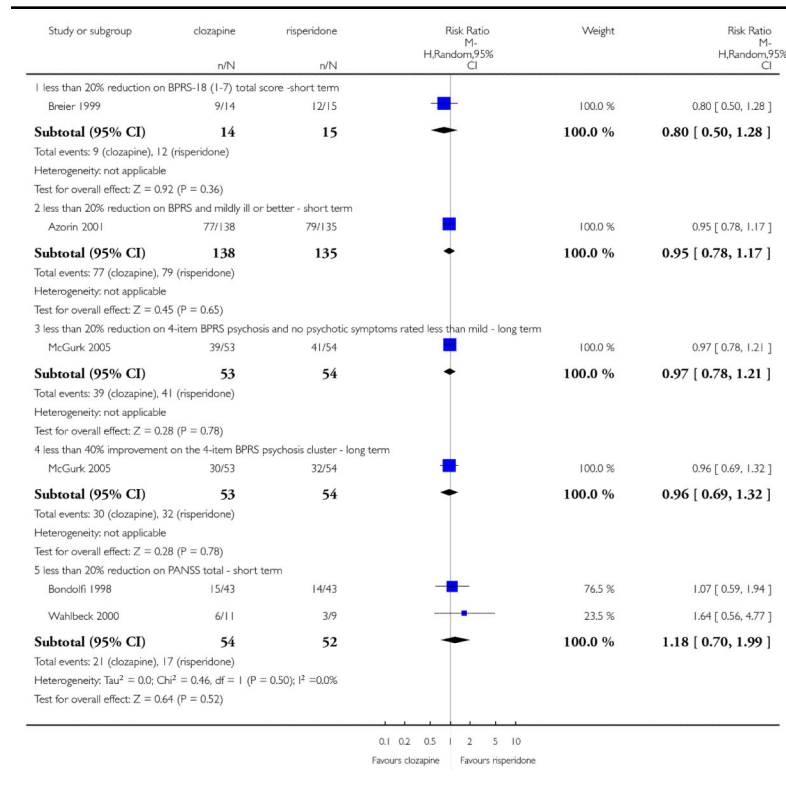 Study or subgroup clozapine risperidone Risk Ratio Weight Risk Ratio
M- M-
H,Random,95% H,Random,95%
n/N n/N CI CI
1 less than 20% reduction on BPRS-18 (1-7) total score -short term
Breier 1999 9/14 12/15 100.0 % 0.80 [ 0.50, 1.28 ]
Subtotal (95% CI) 14 15 100.0 % 0.80 [ 0.50, 1.28 ]
Total events: 9 (clozapine), 12 (risperidone)
Heterogeneity: not applicable
Test for overall effect: Z = 0.92 (P = 0.36)
2 less than 20% reduction on BPRS and mildly ill or better - short term
Azorin 2001 77/138 79/135 100.0 % 0.95 [ 0.78, 1.17 ]
Subtotal (95% CI) 138 135 100.0 % 0.95 [ 0.78, 1.17 ]
Total events: 77 (clozapine), 79 (risperidone)
Heterogeneity: not applicable
Test for overall effect: Z = 0.45 (P = 0.65)
3 less than 20% reduction on 4-item BPRS psychosis and no psychotic symptoms rated less than mild - long term
McGurk 2005 39/53 41/54 100.0 % 0.97 [ 0.78, 1.21 ]
Subtotal (95% CI) 53 54 100.0 % 0.97 [ 0.78, 1.21 ]
Total events: 39 (clozapine), 41 (risperidone)
Heterogeneity: not applicable
Test for overall effect: Z = 0.28 (P = 0.78)
4 less than 40% improvement on the 4-item BPRS psychosis cluster - long term
McGurk 2005 30/53 32/54 100.0 % 0.96 [ 0.69, 1.32 ]
Subtotal (95% CI) 53 54 100.0 % 0.96 [ 0.69, 1.32 ]
Total events: 30 (clozapine), 32 (risperidone)
Heterogeneity: not applicable
Test for overall effect: Z = 0.28 (P = 0.78)
5 less than 20% reduction on PANSS total - short term
Bondolfi 1998 15/43 14/43 76.5 % 1.07 [ 0.59, 1.94 ]
Wahlbeck 2000 6/11 3/9 23.5 % 1.64 [ 0.56, 4.77 ]
Subtotal (95% CI) 54 52 100.0 % 1.18 [ 0.70, 1.99 ]
Total events: 21 (clozapine), 17 (risperidone)
Heterogeneity: Tau² = 0.0; Chi² = 0.46, df = 1 (P = 0.50); I² =0.0%
Test for overall effect: Z = 0.64 (P = 0.52)
0.1 0.2 0.5 1 2 5 10
Favours clozapine Favours risperidone